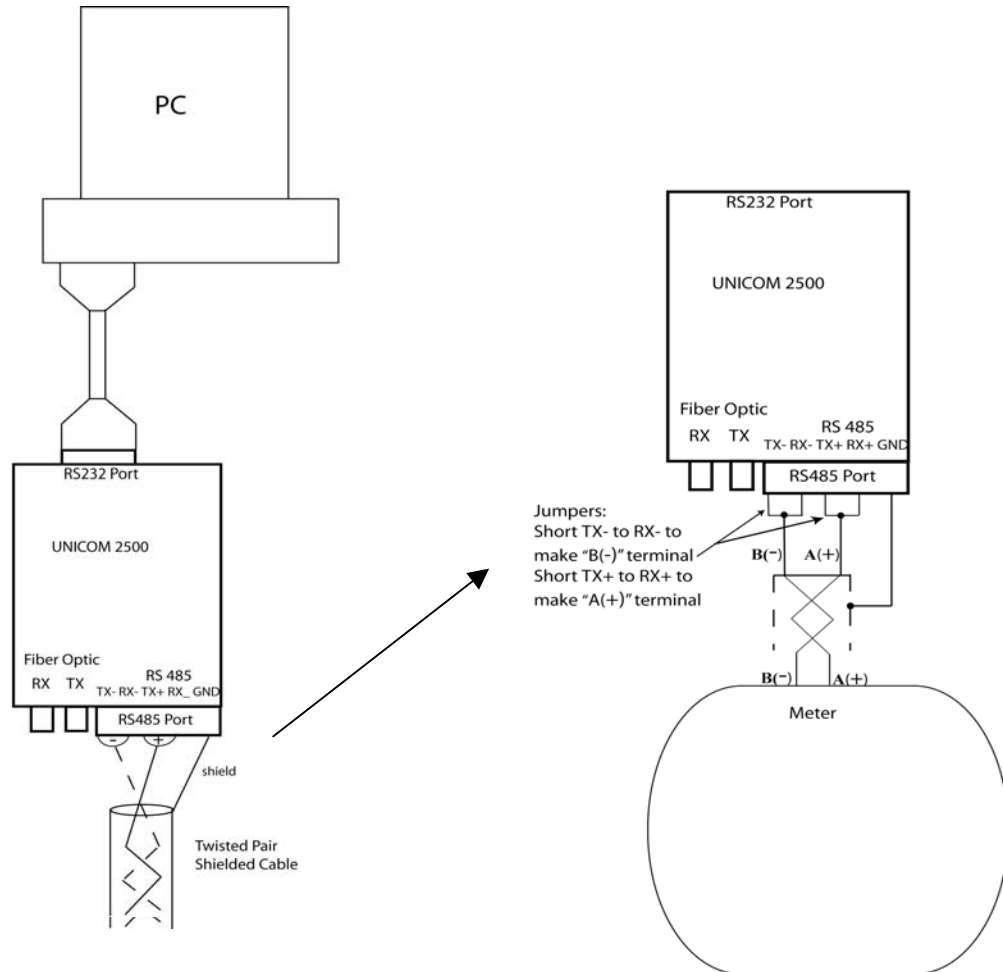 PC
RS232 Port
UNICOM 2500
Fiber Optic
RX TX
RS 485
TX- RX- TX+ RX_ GND
RS485 Port
- +
shield
Twisted Pair
Shielded Cable
RS232 Port
UNICOM 2500
Fiber Optic
RX TX
RS 485
TX- RX- TX+ RX+ GND
RS485 Port
Jumpers:
Short TX- to RX- to
make “B(-)” terminal
Short TX+ to RX+ to
make “A(+)” terminal
B(-) A(+)
B(-) A(+)
Meter